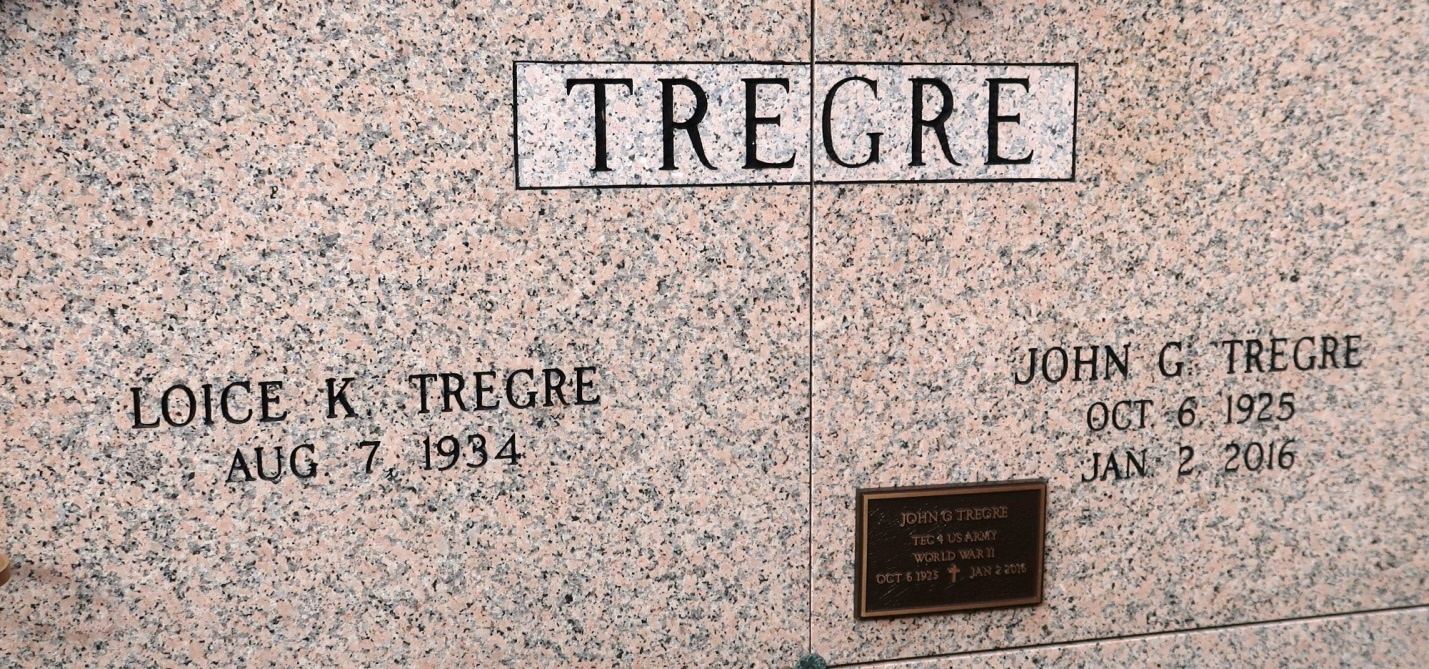 TREGRE
LOICE K. TREGRE
AUG. 7, 1934
JOHN G. TREGRE
OCT. 6, 1925
JAN. 2, 2016
JOHN G TREGRE
TEC 4 US ARMY
WORLD WAR II
OCT 6 1925 JAN 2 2016